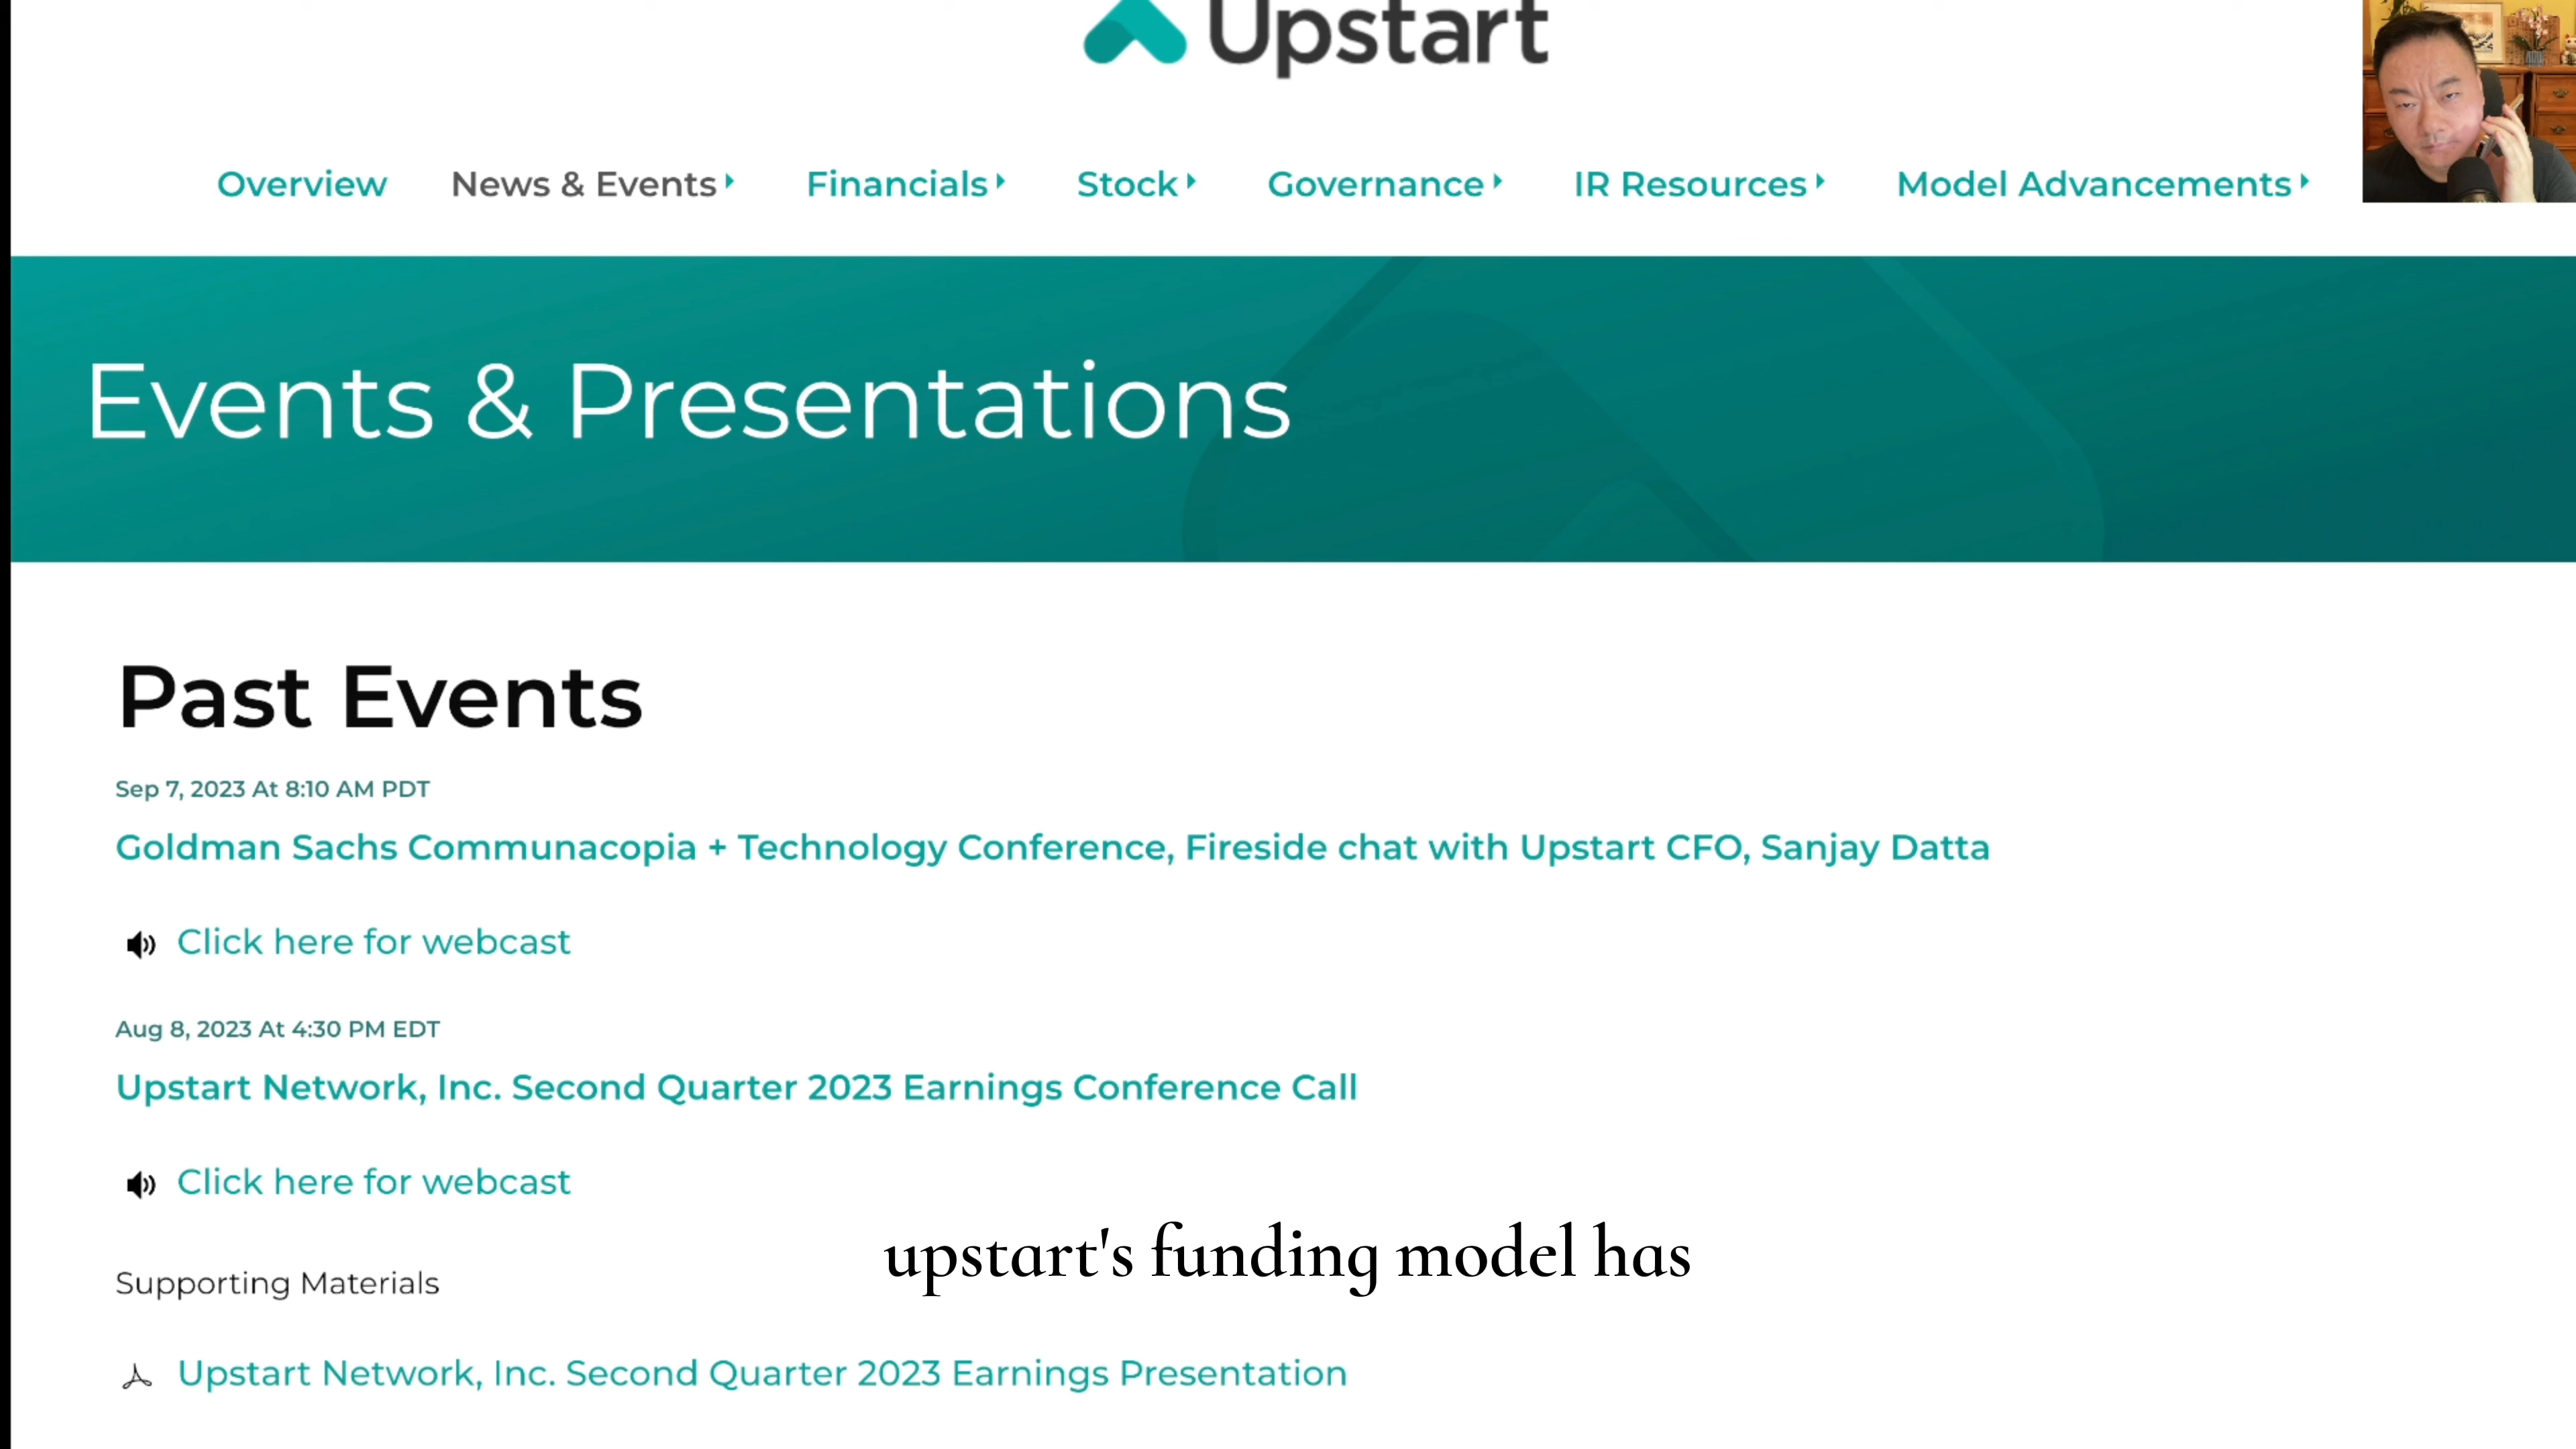 Upstart
Overview
News & Events
Financials
Stock
Governance
IR Resources
Model Advancements
Events & Presentations
Past Events
Sep 7, 2023 At 8:10 AM PDT
Goldman Sachs Communacopia + Technology Conference, Fireside chat with Upstart CFO, Sanjay Datta
Click here for webcast
Aug 8, 2023 At 4:30 PM EDT
Upstart Network, Inc. Second Quarter 2023 Earnings Conference Call
Click here for webcast
upstart's funding model has
Supporting Materials
Upstart Network, Inc. Second Quarter 2023 Earnings Presentation